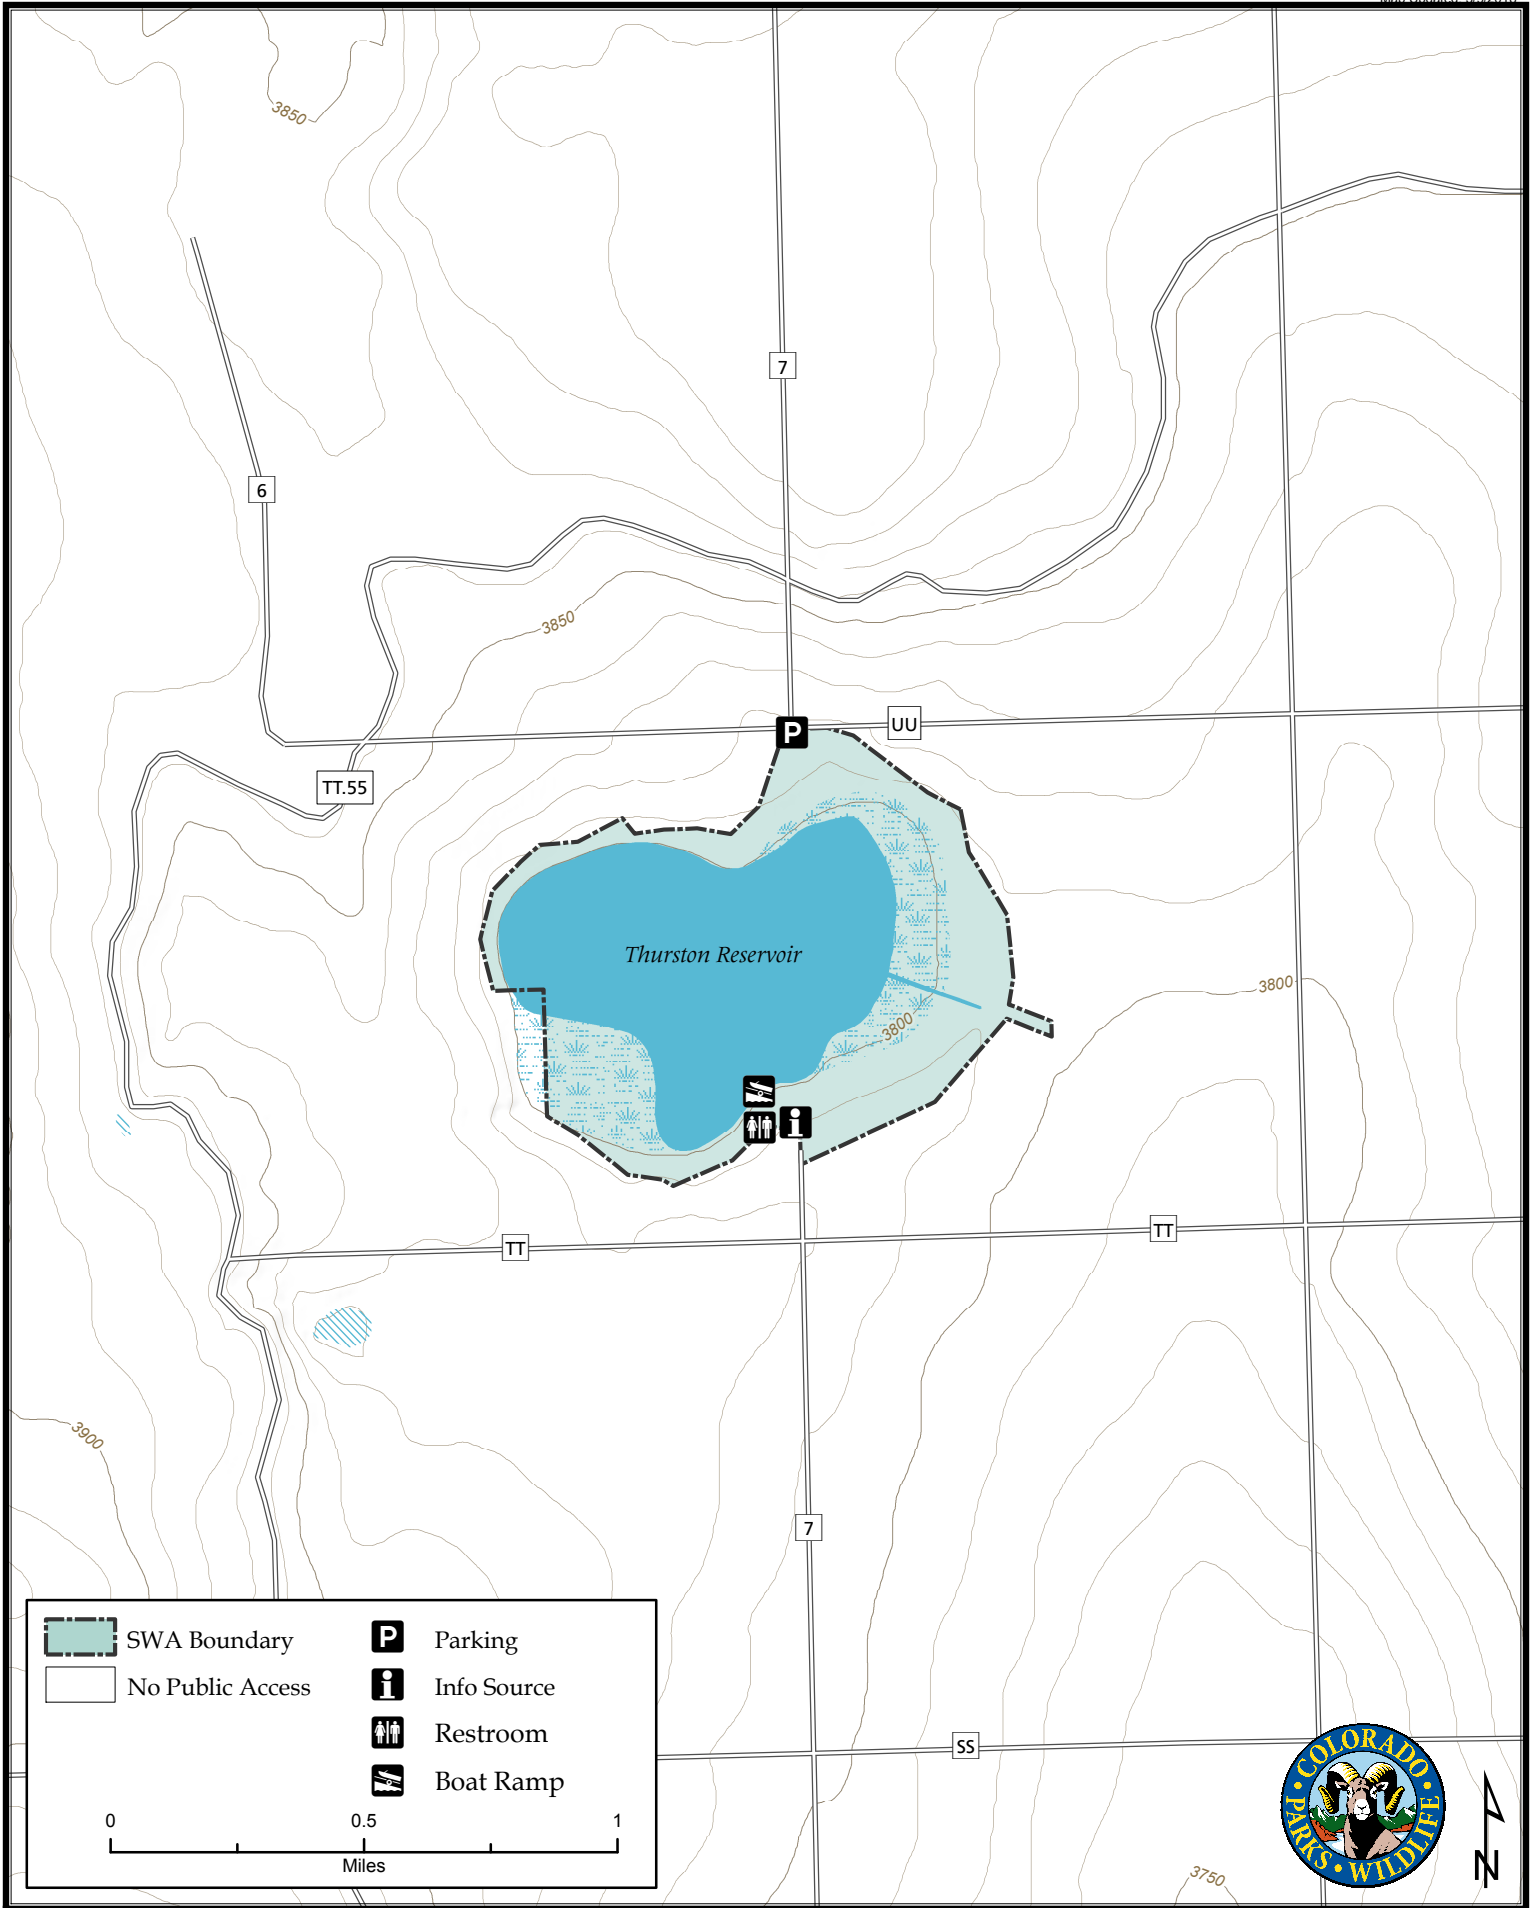 3850
7
6
3850
UU
TT.55
Thurston Reservoir
3800
3800
TT
TT
3900
7
SWA Boundary
No Public Access
P Parking
i Info Source
Restroom
Boat Ramp
0 0.5 1
Miles
SS
COLORADO
PARKS • WILDLIFE
N
3750
P
i